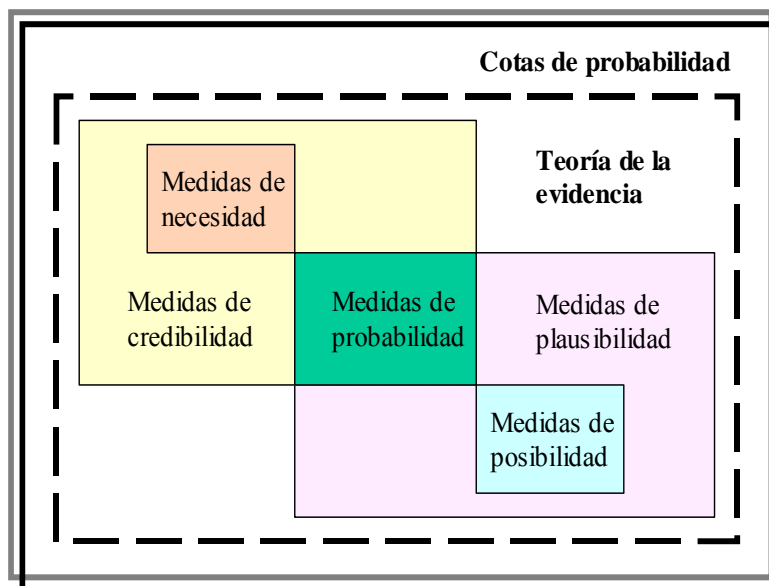 Cotas de probabilidad
Teoría de la
evidencia
Medidas de
necesidad
Medidas de
credibilidad
Medidas de
probabilidad
Medidas de
plausibilidad
Medidas de
posibilidad